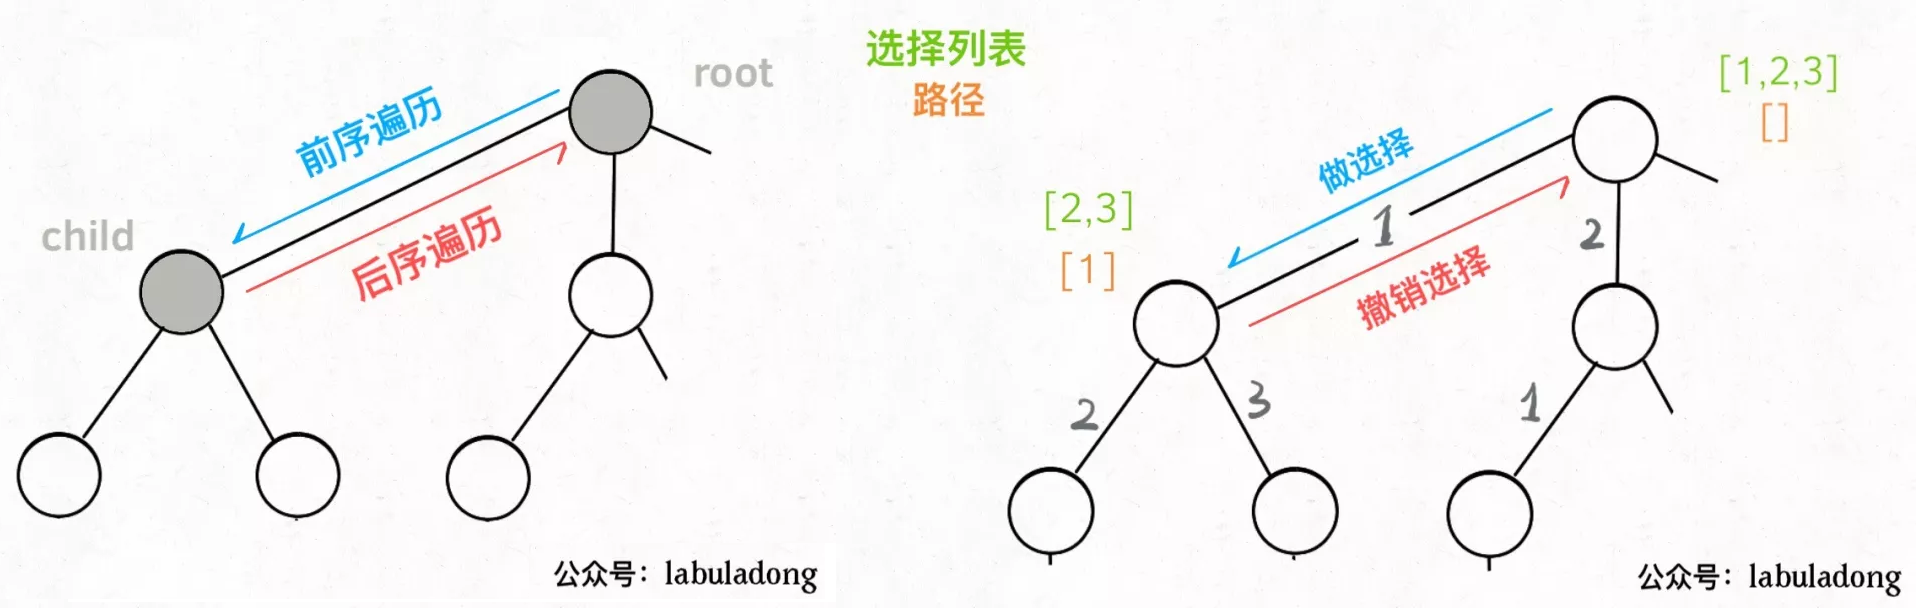 root
前序遍历
后序遍历
child
公众号：labuladong
选择列表
路径
[1,2,3]
[]
做选择
1
撤销选择
2
[2,3]
[1]
2
3
1
公众号：labuladong